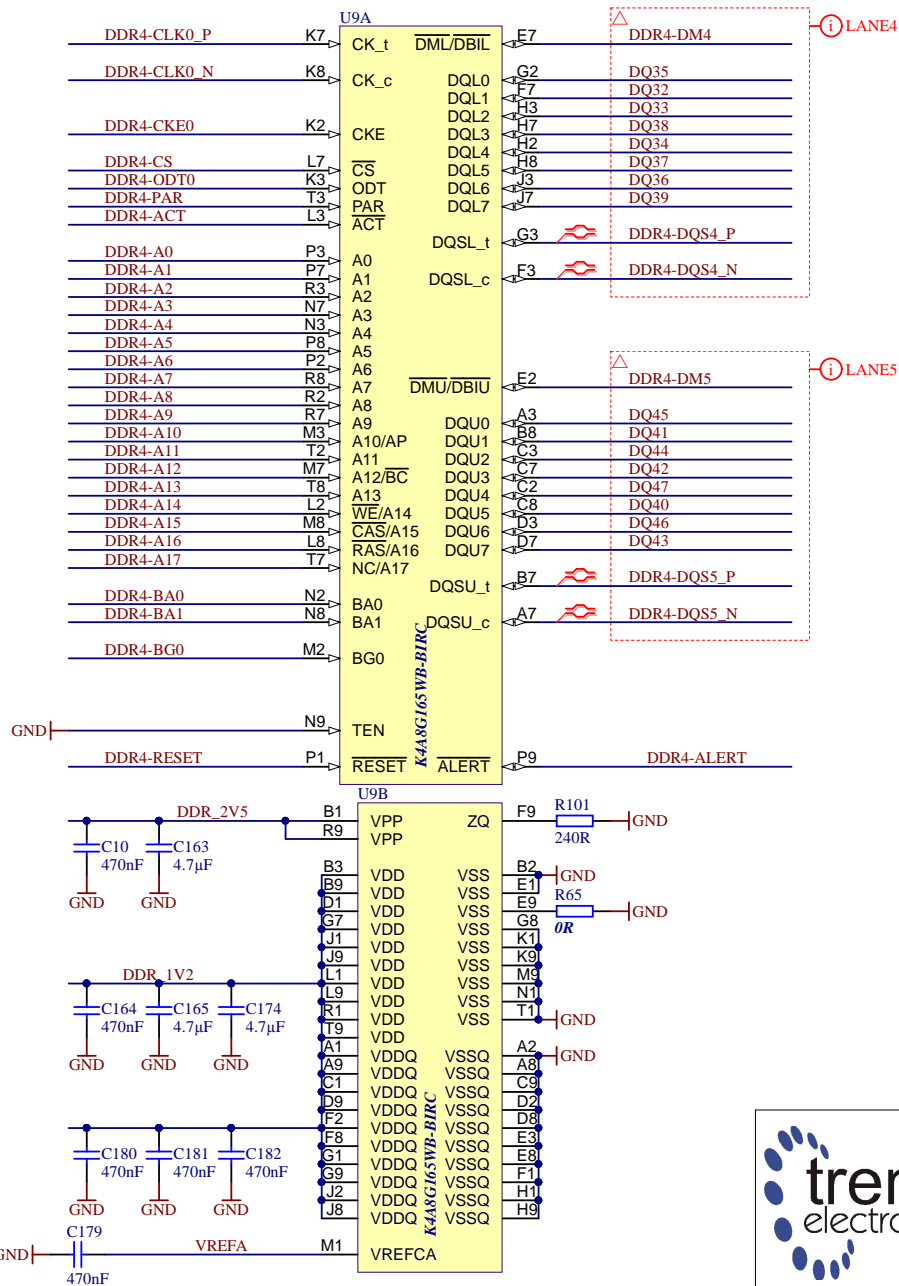 U9A
DDR4-CLK0_P K7 CK_t DML/DBIL E7 DDR4-DM4 i LANE4
DDR4-CLK0_N K8 CK_c DQL0 G2 DQ35
DQL1 F7 DQ32
DQL2 H3 DQ33
DDR4-CKE0 K2 CKE DQL3 H7 DQ38
DQL4 H2 DQ34
DDR4-CS L7 CS DQL5 H8 DQ37
DDR4-ODT0 K3 ODT DQL6 J3 DQ36
DDR4-PAR T3 PAR DQL7 J7 DQ39
DDR4-ACT L3 ACT
DQSL_t G3 DDR4-DQS4_P
DDR4-A0 P3 A0
DDR4-A1 P7 A1 DQSL_c F3 DDR4-DQS4_N
DDR4-A2 R3 A2
DDR4-A3 N7 A3
DDR4-A4 N3 A4
DDR4-A5 P8 A5
DDR4-A6 P2 A6 i LANE5
DDR4-A7 R8 A7 DMU/DBIU E2 DDR4-DM5
DDR4-A8 R2 A8
DDR4-A9 R7 A9 DQU0 A3 DQ45
DDR4-A10 M3 A10/AP DQU1 B8 DQ41
DDR4-A11 T2 A11 DQU2 C3 DQ44
DDR4-A12 M7 A12/BC DQU3 C7 DQ42
DDR4-A13 T8 A13 DQU4 C2 DQ47
DDR4-A14 L2 WE/A14 DQU5 C8 DQ40
DDR4-A15 M8 CAS/A15 DQU6 D3 DQ46
DDR4-A16 L8 RAS/A16 DQU7 D7 DQ43
DDR4-A17 T7 NC/A17
DQSU_t B7 DDR4-DQS5_P
DDR4-BA0 N2 BA0
DDR4-BA1 N8 BA1 DQSU_c A7 DDR4-DQS5_N
DDR4-BG0 M2 BG0
K4A8G165WB-BIRC
GND N9 TEN
DDR4-RESET P1 RESET ALERT P9 DDR4-ALERT
U9B
DDR_2V5 B1 VPP ZQ F9 R101 GND
R9 VPP 240R
C10 C163
470nF 4.7µF
GND GND
B3 VDD VSS B2 GND
B9 VDD VSS E1
D1 VDD VSS E9 R65 GND
0R
G7 VDD VSS G8
J1 VDD VSS K1
J9 VDD VSS K9
DDR_1V2 L1 VDD VSS M9
L9 VDD VSS N1
R1 VDD VSS T1 GND
T9 VDD
C164 C165 C174
470nF 4.7µF 4.7µF
GND GND GND
A1 VDDQ VSSQ A2 GND
A9 VDDQ VSSQ A8
C1 VDDQ VSSQ C9
D9 VDDQ VSSQ D2
F2 VDDQ VSSQ D8
F8 VDDQ VSSQ E3
G1 VDDQ VSSQ E8
G9 VDDQ VSSQ F1
J2 VDDQ VSSQ H1
J8 VDDQ VSSQ H9
C180 C181 C182
470nF 470nF 470nF
GND GND GND
K4A8G165WB-BIRC
GND C179 VREFA M1 VREFCA
470nF
tren
electro